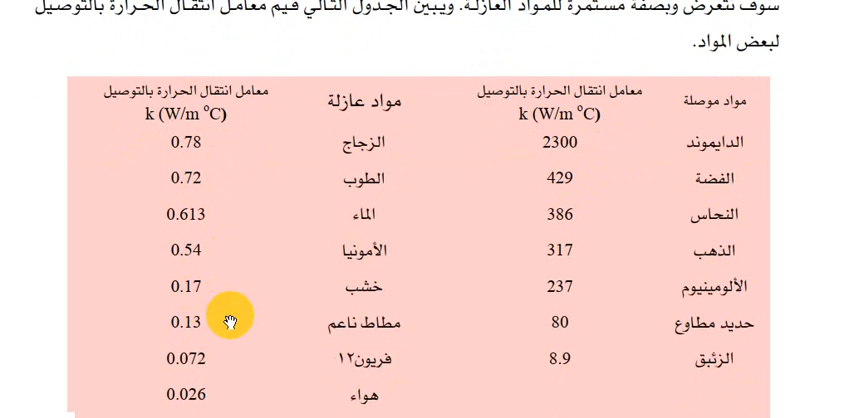 سوف نتعرض وبصفة مستمرة للمواد العازلة. ويبين الجدول التالي قيم معامل انتقال الحرارة بالتوصيل
لبعض المواد.
مواد موصلة معامل انتقال الحرارة بالتوصيل k (W/m °C) مواد عازلة معامل انتقال الحرارة بالتوصيل k (W/m °C)
الدايموند 2300 الزجاج 0.78
الفضة 429 الطوب 0.72
النحاس 386 الماء 0.613
الذهب 317 الأمونيا 0.54
الألومينيوم 237 خشب 0.17
حديد مطاوع 80 مطاط ناعم 0.13
الزئبق 8.9 فريون١٢ 0.072
هواء 0.026